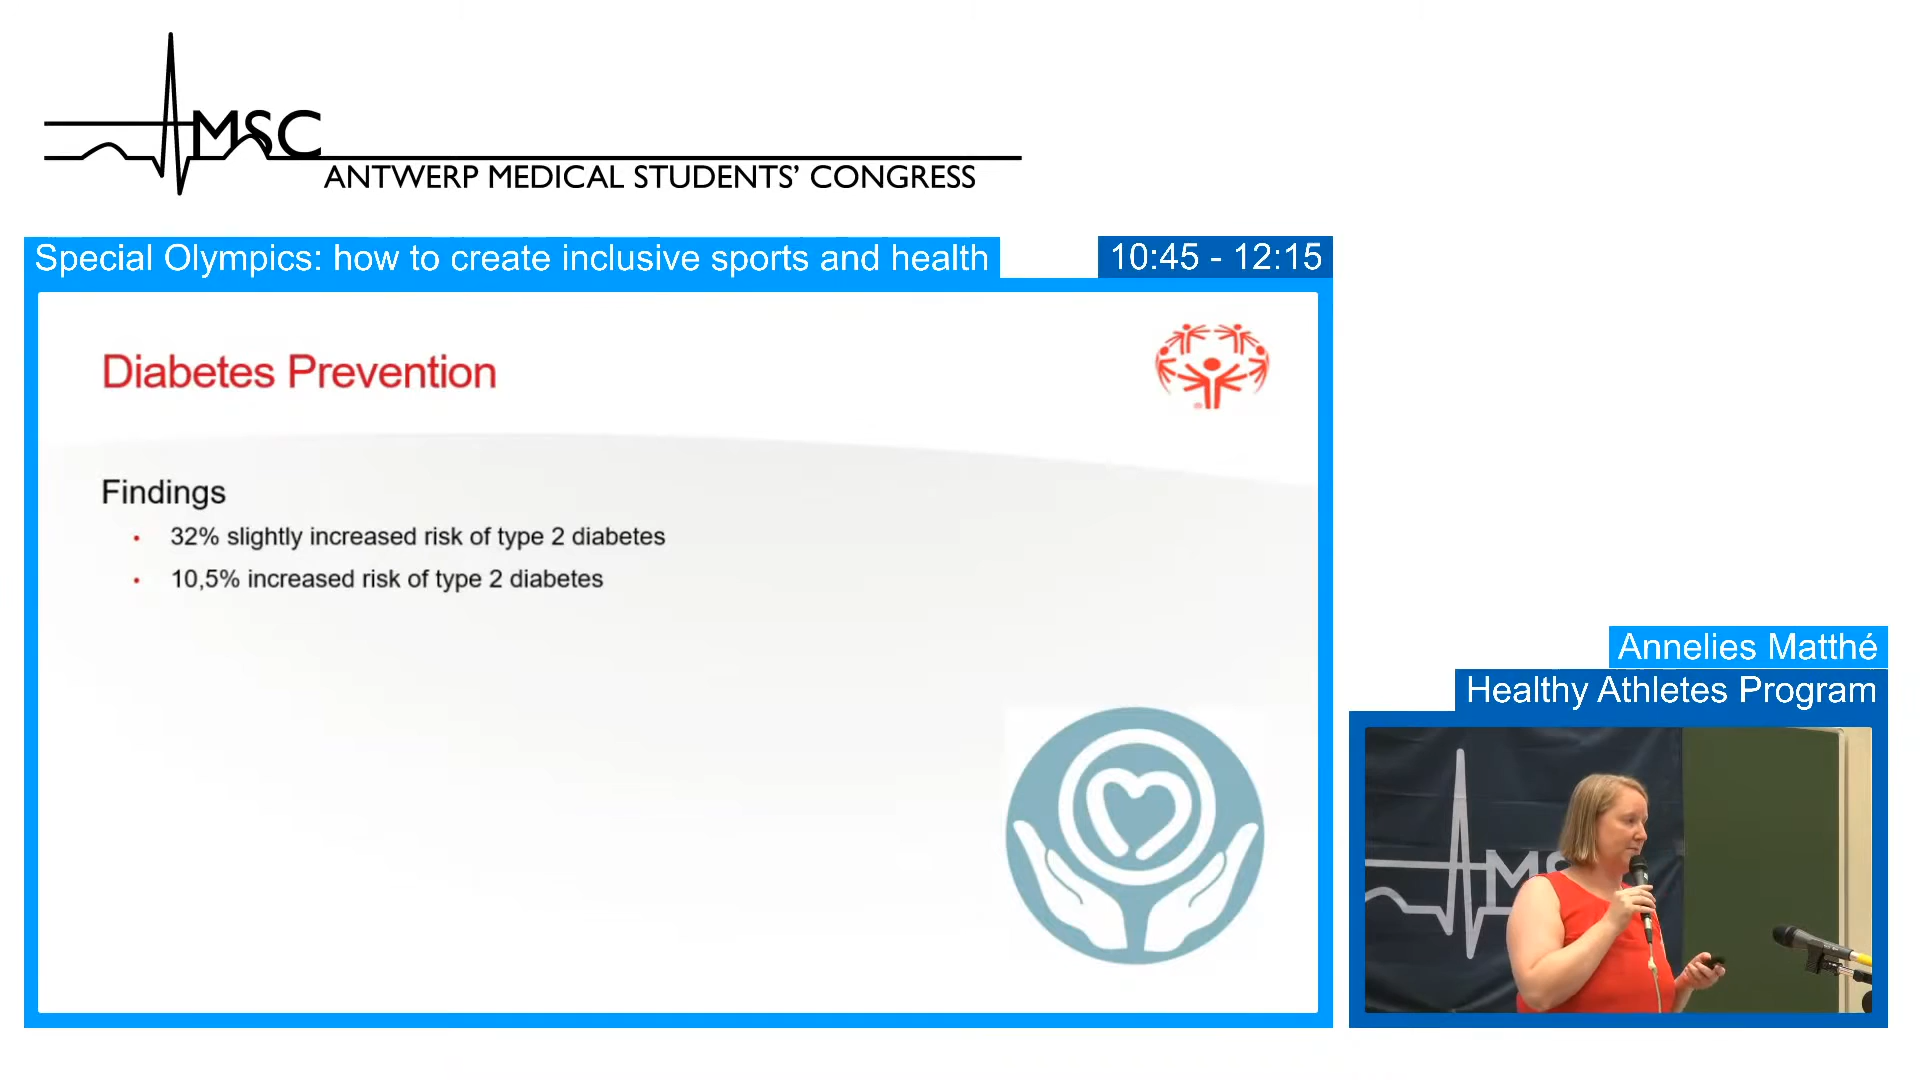 AMSC
ANTWERP MEDICAL STUDENTS' CONGRESS
Special Olympics: how to create inclusive sports and health
10:45 - 12:15
Diabetes Prevention
Findings
• 32% slightly increased risk of type 2 diabetes
• 10,5% increased risk of type 2 diabetes
Annelies Matthé
Healthy Athletes Program
MS